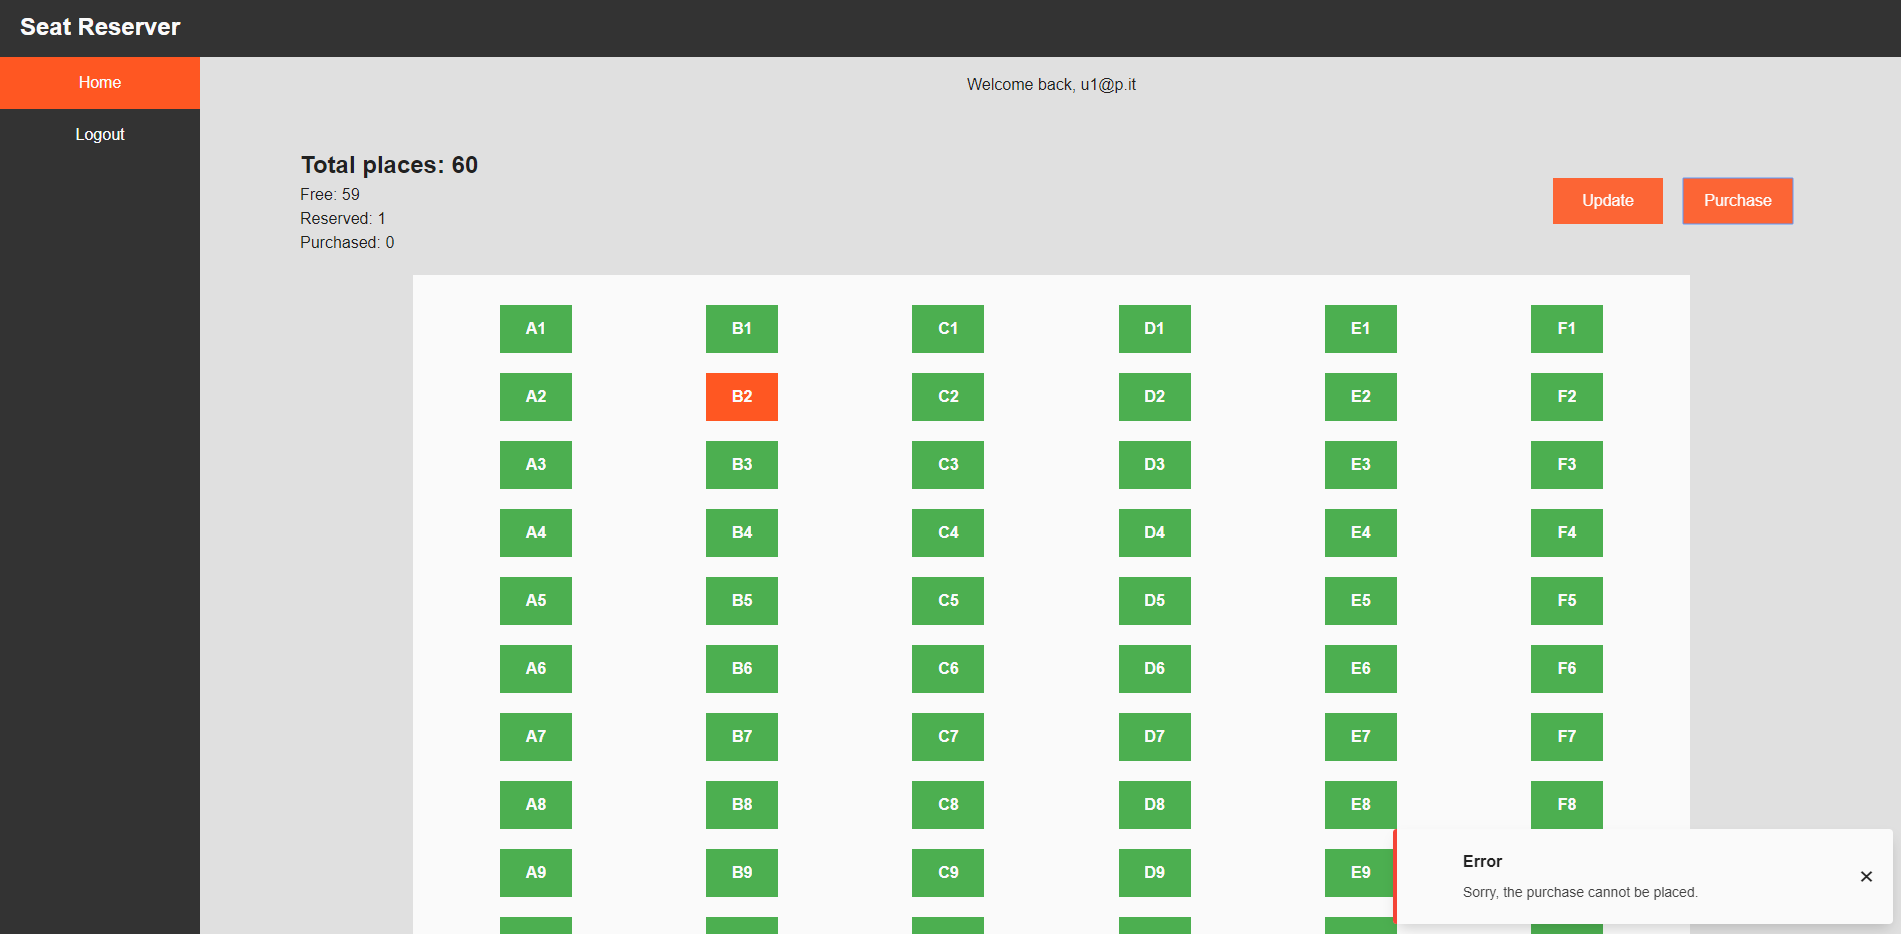 Seat Reserver
Home
Logout
Welcome back, u1@p.it
Total places: 60
Free: 59
Reserved: 1
Purchased: 0
Update Purchase
A1 B1 C1 D1 E1 F1
A2 B2 C2 D2 E2 F2
A3 B3 C3 D3 E3 F3
A4 B4 C4 D4 E4 F4
A5 B5 C5 D5 E5 F5
A6 B6 C6 D6 E6 F6
A7 B7 C7 D7 E7 F7
A8 B8 C8 D8 E8 F8
A9 B9 C9 D9 E9
Error
Sorry, the purchase cannot be placed.